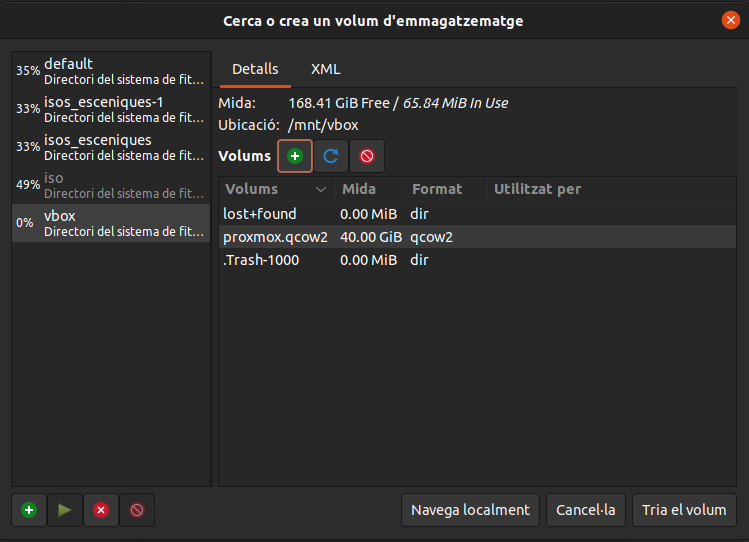 Cerca o crea un volum d'emmagatzematge
35% default
Directori del sistema de fit…
33% isos_esceniques-1
Directori del sistema de fit…
33% isos_esceniques
Directori del sistema de fit…
49% iso
Directori del sistema de fit…
0% vbox
Directori del sistema de fit…
Detalls XML
Mida: 168.41 GiB Free / 65.84 MiB In Use
Ubicació: /mnt/vbox
Volums
Volums Mida Format Utilitzat per
lost+found 0.00 MiB dir
proxmox.qcow2 40.00 GiB qcow2
.Trash-1000 0.00 MiB dir
Navega localment Cancel·la Tria el volum